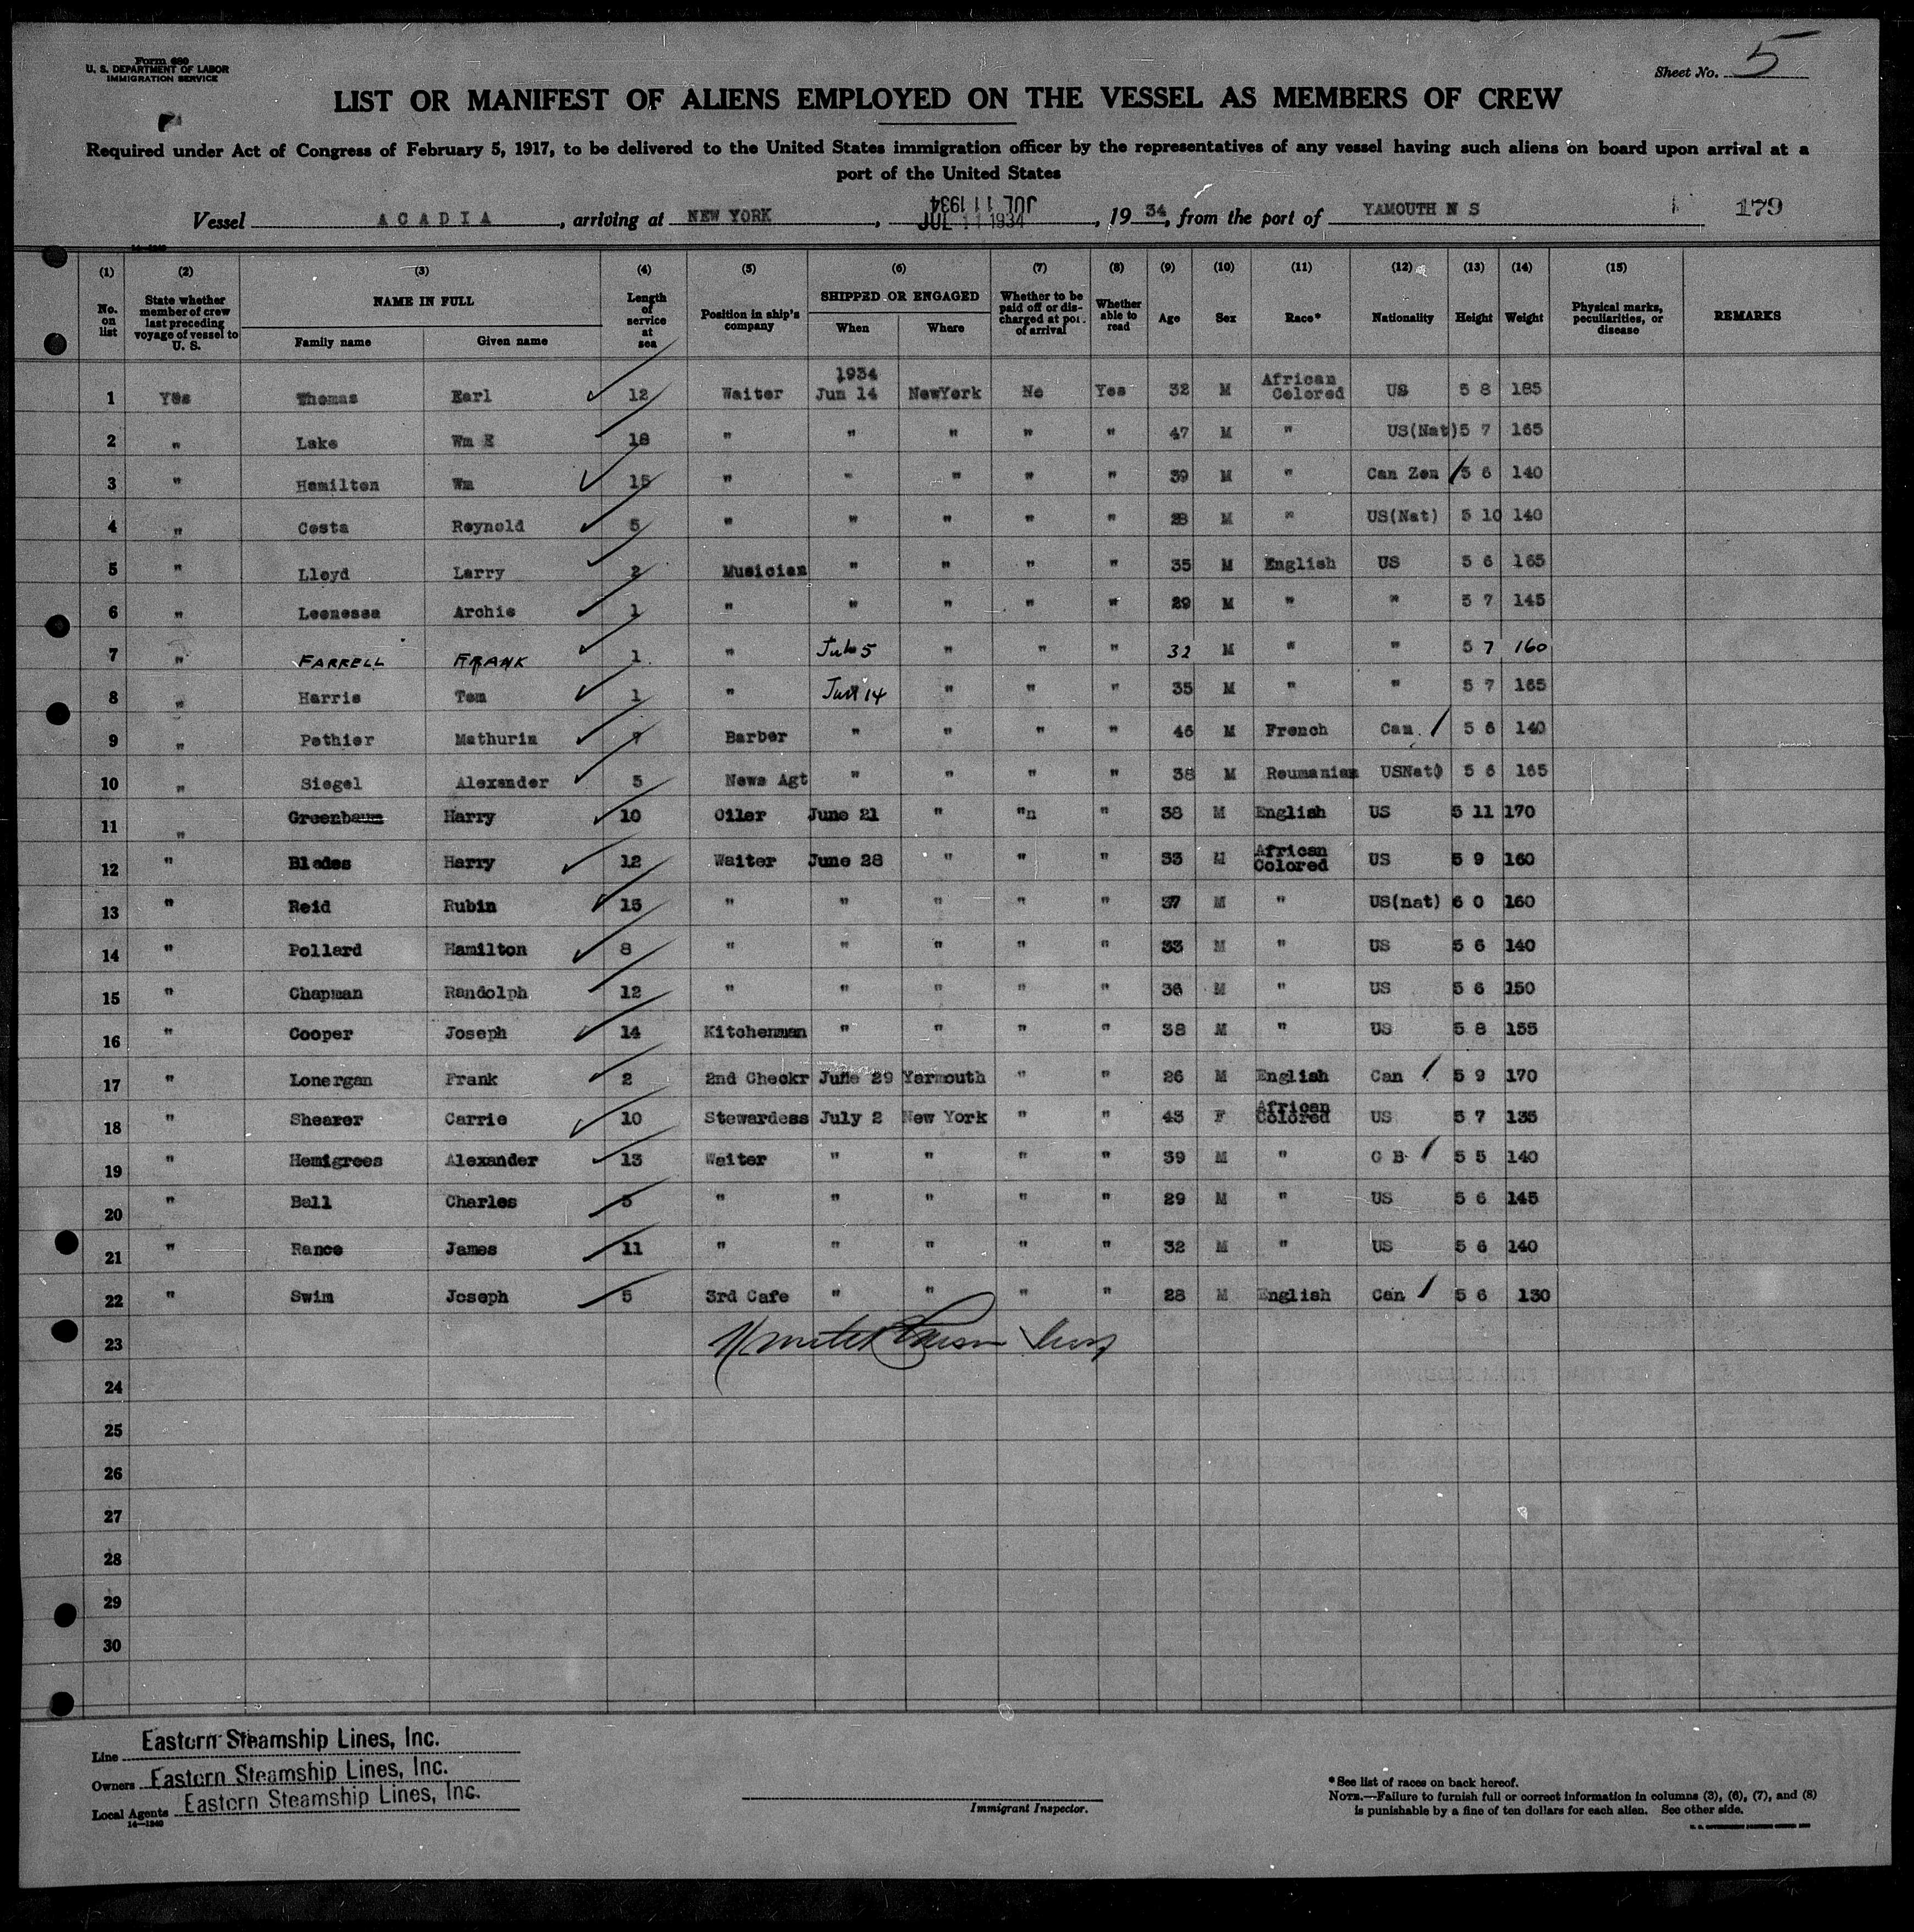 Form 689
U. S. DEPARTMENT OF LABOR
IMMIGRATION SERVICE
Sheet No. 5
LIST OR MANIFEST OF ALIENS EMPLOYED ON THE VESSEL AS MEMBERS OF CREW
Required under Act of Congress of February 5, 1917, to be delivered to the United States immigration officer by the representatives of any vessel having such aliens on board upon arrival at a
port of the United States
JUL 11 1934
Vessel ACADIA, arriving at NEW YORK, JUL 11 1934, 19 34, from the port of YAMOUTH N S 179
(1) (2) (3) (4) (5) (6) (7) (8) (9) (10) (11) (12) (13) (14) (15)
No. on list State whether member of crew last preceding voyage of vessel to U. S. NAME IN FULL Family name Given name Length of service at sea Position in ship's company SHIPPED OR ENGAGED When Where Whether to be paid off or discharged at port of arrival Whether able to read Age Sex Race* Nationality Height Weight Physical marks, peculiarities, or disease REMARKS
1 Yes Thomas Earl 12 Waiter 1934 Jun 14 NewYork No Yes 32 M African Colored US 5 8 185
2 " Lake Wm E 18 " " " " " 47 M " US(Nat) 5 7 165
3 " Hamilton Wm 15 " " " " " 39 M " Can Zen 5 6 140
4 " Costa Reynold 5 " " " " " 28 M " US(Nat) 5 10 140
5 " Lloyd Larry 2 Musician " " " " 35 M English US 5 6 165
6 " Leenessa Archie 1 " " " " " 29 M " " 5 7 145
7 " FARRELL FRANK 1 " July 5 " " " 32 M " " 5 7 160
8 " Harris Tom 1 " Jun 14 " " " 35 M " " 5 7 165
9 " Pothier Mathurin 7 Barber " " " " 46 M French Can 5 6 140
10 " Siegel Alexander 5 News Agt " " " " 38 M Roumanian USNat) 5 6 165
11 " Greenbaum Harry 10 Oiler June 21 " "n " 38 M English US 5 11 170
12 " Blades Harry 12 Waiter June 28 " " " 33 M African Colored US 5 9 160
13 " Reid Rubin 15 " " " " " 37 M " US(nat) 6 0 160
14 " Pollard Hamilton 8 " " " " " 33 M " US 5 6 140
15 " Chapman Randolph 12 " " " " " 36 M " US 5 6 150
16 " Cooper Joseph 14 Kitchenman " " " " 38 M " US 5 8 155
17 " Lonergan Frank 2 2nd Checkr June 29 Yarmouth " " 26 M English Can 5 9 170
18 " Shearer Carrie 10 Stewardess July 2 New York " " 43 F African Colored US 5 7 135
19 " Hemigrees Alexander 13 Waiter " " " " 39 M " G B 5 5 140
20 " Ball Charles 5 " " " " " 29 M " US 5 6 145
21 " Rance James 11 " " " " " 32 M " US 5 6 140
22 " Swim Joseph 5 3rd Cafe " " " " 28 M English Can 5 6 130
23
24
25
26
27
28
29
30
Line Eastern Steamship Lines, Inc.
Owners Eastern Steamship Lines, Inc.
Local Agents Eastern Steamship Lines, Inc.
14—1240
Immigrant Inspector.
*See list of races on back hereof.
NOTE.—Failure to furnish full or correct information in columns (3), (6), (7), and (8)
is punishable by a fine of ten dollars for each alien. See other side.